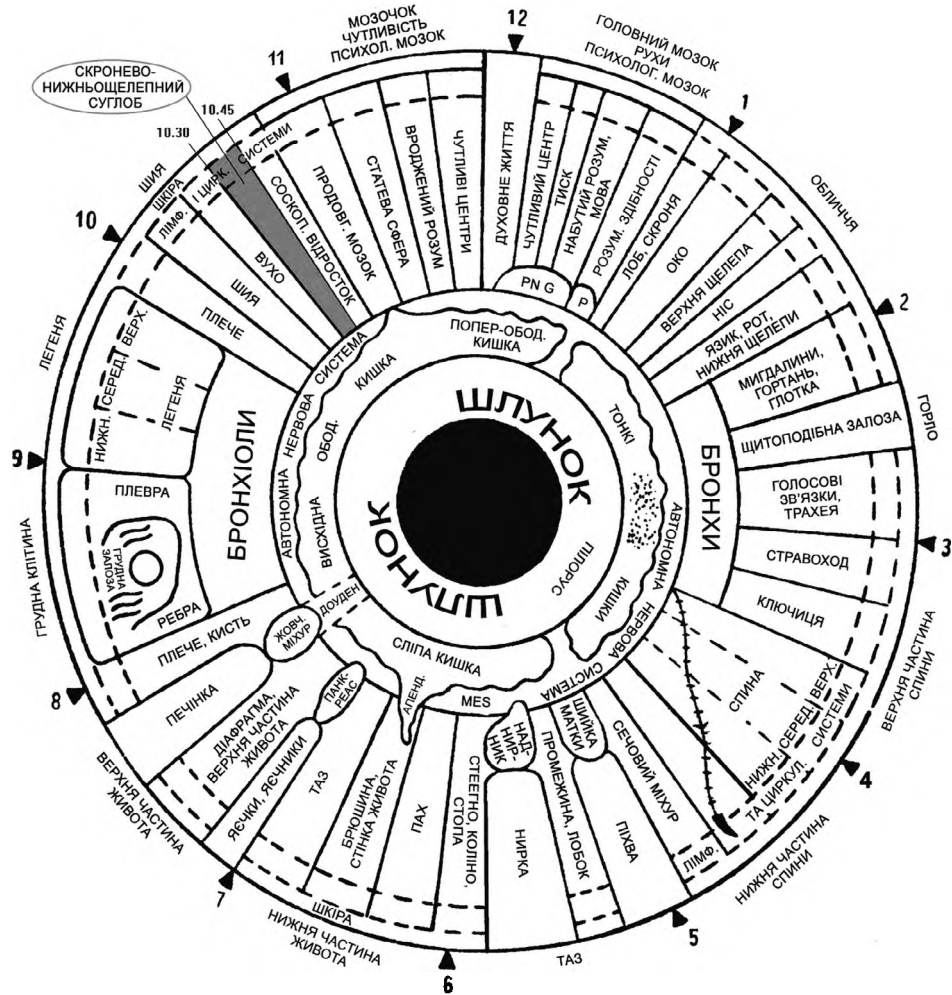 12
МОЗОЧОК
ЧУТЛИВІСТЬ
ПСИХОЛ. МОЗОК
ГОЛОВНИЙ МОЗОК
РУХИ
ПСИХОЛОГ. МОЗОК
11
СКРОНЕВО-
НИЖНЬОЩЕЛЕПНИЙ
СУГЛОБ
10.45
10.30
1
ОБЛИЧЧЯ
2
ГОРЛО
3
ВЕРХНЯ ЧАСТИНА
СПИНИ
4
НИЖНЯ ЧАСТИНА
СПИНИ
5
ТАЗ
6
НИЖНЯ ЧАСТИНА
ЖИВОТА
7
ВЕРХНЯ ЧАСТИНА
ЖИВОТА
8
ГРУДНА КЛІТИНА
9
ЛЕГЕНЯ
10
ШИЯ
ШКІРА
ЛІМФ.
І ЦИРК.
СИСТЕМИ
ДУХОВНЕ ЖИТТЯ
ЧУТЛИВИЙ ЦЕНТР
ТИСК
НАБУТИЙ РОЗУМ,
МОВА
РОЗУМ. ЗДІБНОСТІ
ЛОБ, СКРОНЯ
ОКО
ВЕРХНЯ ЩЕЛЕПА
НІС
ЯЗИК, РОТ,
НИЖНЯ ЩЕЛЕПИ
МИГДАЛИНИ,
ГОРТАНЬ,
ГЛОТКА
ЩИТОПОДІБНА ЗАЛОЗА
ГОЛОСОВІ
ЗВ'ЯЗКИ,
ТРАХЕЯ
СТРАВОХОД
КЛЮЧИЦЯ
БРОНХИ
СПИНА
ВЕРХ.
СЕРЕД.
НИЖН.
ЛІМФ.
ТА ЦИРКУЛ.
СИСТЕМИ
СЕЧОВИЙ МІХУР
ПІХВА
ШИЙКА
МАТКИ
ПРОМЕЖИНА, ЛОБОК
НАД-
НИР-
НИК
НИРКА
СТЕЕГНО, КОЛІНО,
СТОПА
ПАХ
БРЮШИНА,
СТІНКА ЖИВОТА
ШКІРА
ТАЗ
ЯЄЧКИ, ЯЄЧНИКИ
ПАНК-
РЕАС
ДІАФРАГМА,
ВЕРХНЯ ЧАСТИНА
ЖИВОТА
ПЕЧІНКА
ЖОВЧ.
МІХУР
ПЛЕЧЕ, КИСТЬ
РЕБРА
ГРУДНА
ЗАЛОЗА
ПЛЕВРА
БРОНХІОЛИ
ЛЕГЕНЯ
НИЖН.
СЕРЕД.
ВЕРХ.
ПЛЕЧЕ
ШИЯ
ВУХО
СОСКОП. ВІДРОСТОК
ПРОДОВГ. МОЗОК
СТАТЕВА СФЕРА
ВРОДЖЕНИЙ РОЗУМ
ЧУТЛИВІ ЦЕНТРИ
PN G
P
АВТОНОМНА НЕРВОВА СИСТЕМА
АВТОНОМНА НЕРВОВА СИСТЕМА
ПОПЕР-ОБОД.
КИШКА
ВИСХІДНА ОБОД. КИШКА
ТОНКІ КИШКИ
ПІЛОРУС
ДОУДЕН
СЛІПА КИШКА
АПЕНД.
MES
ШЛУНОК
ШЛУНОК